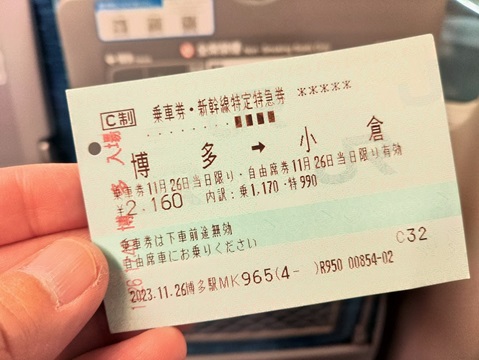 C制 乗車券・新幹線特定特急券 *****
博多 → 小倉
乗車券11月26日当日限り・自由席券11月26日当日限り有効
¥2,160 内訳:乗1,170・特990
乗車券は下車前途無効
自由席車にお乗りください
C32
2023.11.26博多駅MK965(4- )R950 00854-02
入場
博多